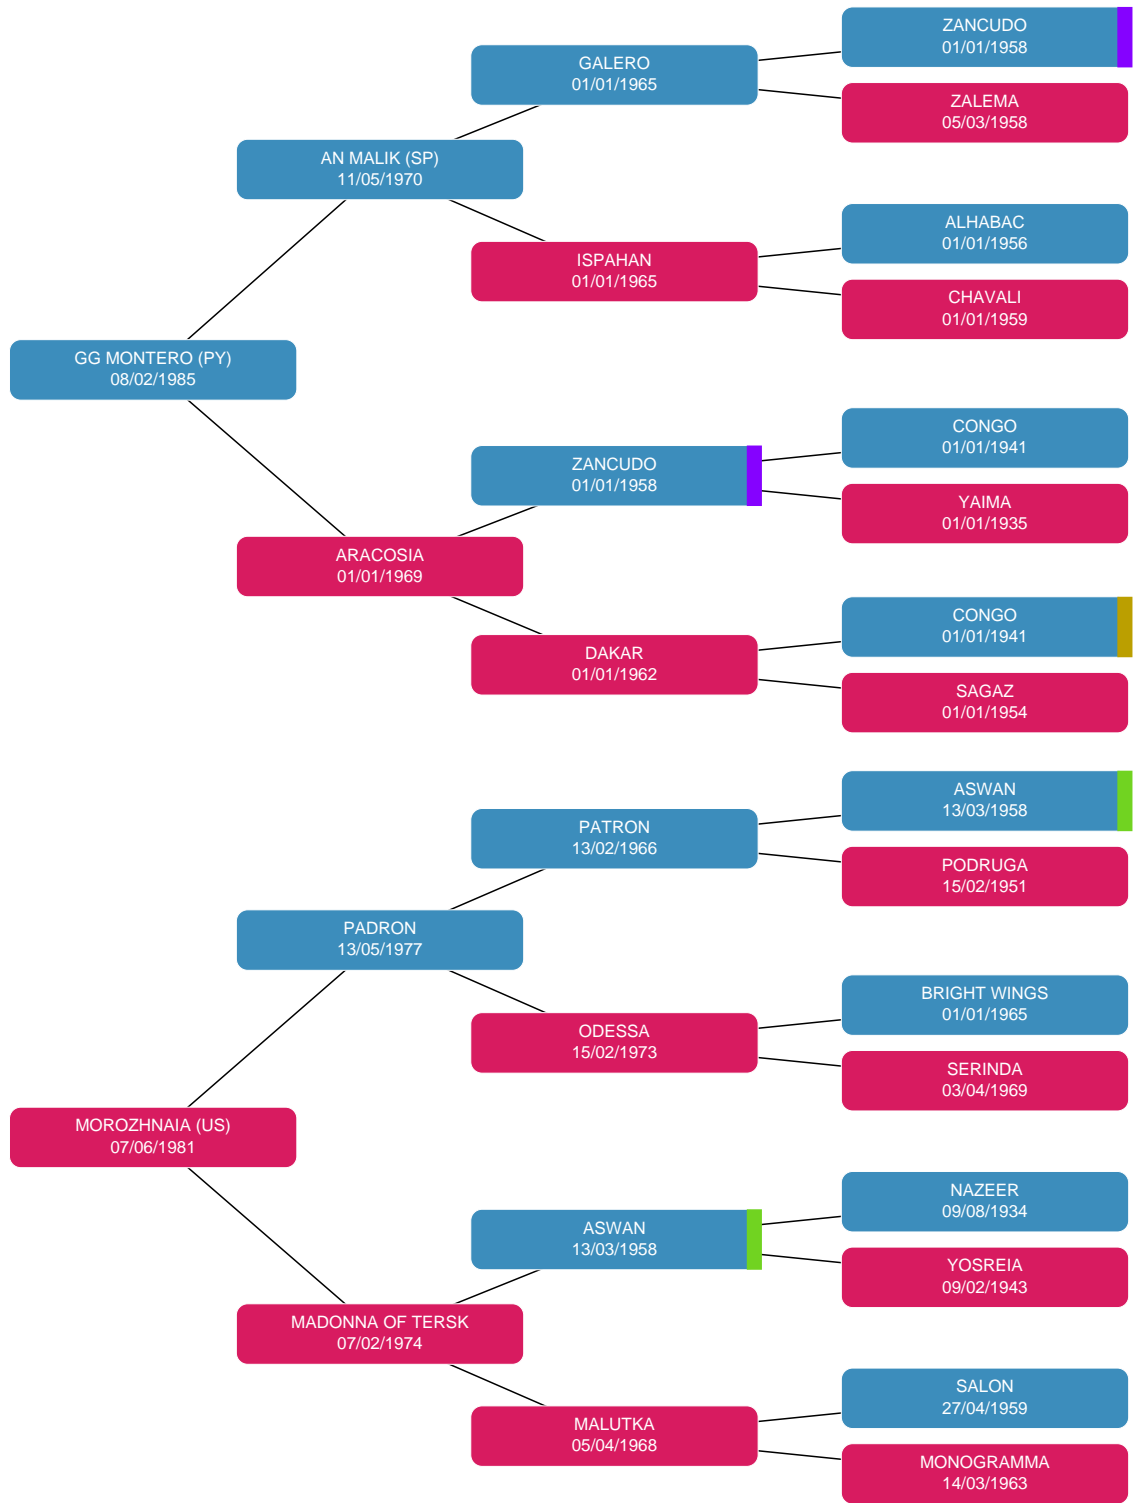 ZANCUDO
01/01/1958
GALERO
01/01/1965
ZALEMA
05/03/1958
AN MALIK (SP)
11/05/1970
ALHABAC
01/01/1956
ISPAHAN
01/01/1965
CHAVALI
01/01/1959
GG MONTERO (PY)
08/02/1985
CONGO
01/01/1941
ZANCUDO
01/01/1958
YAIMA
01/01/1935
ARACOSIA
01/01/1969
CONGO
01/01/1941
DAKAR
01/01/1962
SAGAZ
01/01/1954
ASWAN
13/03/1958
PATRON
13/02/1966
PODRUGA
15/02/1951
PADRON
13/05/1977
BRIGHT WINGS
01/01/1965
ODESSA
15/02/1973
SERINDA
03/04/1969
MOROZHNAIA (US)
07/06/1981
NAZEER
09/08/1934
ASWAN
13/03/1958
YOSREIA
09/02/1943
MADONNA OF TERSK
07/02/1974
SALON
27/04/1959
MALUTKA
05/04/1968
MONOGRAMMA
14/03/1963